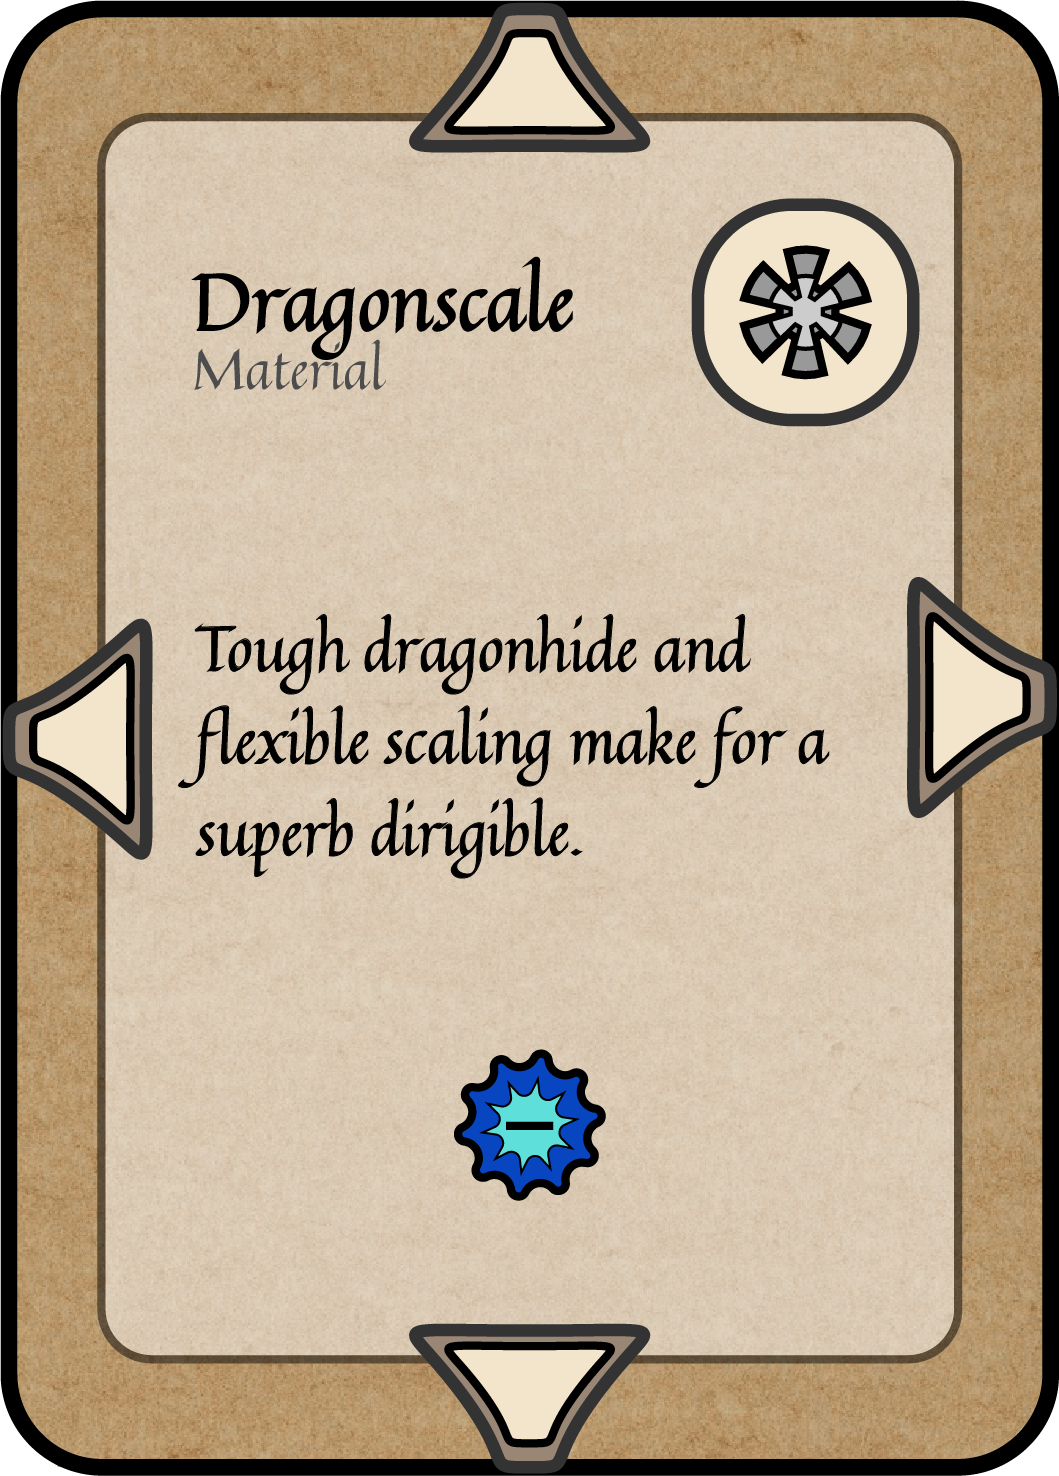 Dragonscale
Material
Tough dragonhide and
flexible scaling make for a
superb dirigible.
–